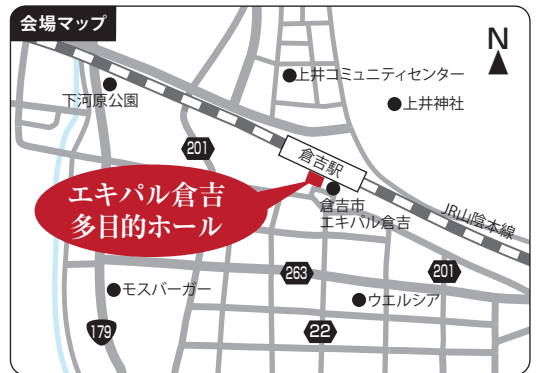 会場マップ
N
上井コミュニティセンター
下河原公園
上井神社
201
倉吉駅
エキパル倉吉
多目的ホール
倉吉市
エキパル倉吉
JR山陰本線
263
201
モスバーガー
ウエルシア
179
22